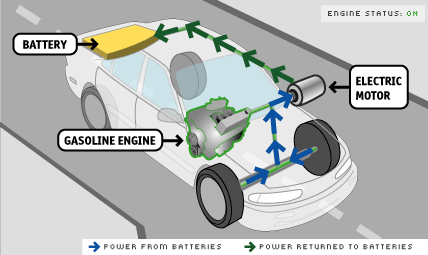 ENGINE STATUS: ON
BATTERY
ELECTRIC
MOTOR
GASOLINE ENGINE
POWER FROM BATTERIES
POWER RETURNED TO BATTERIES